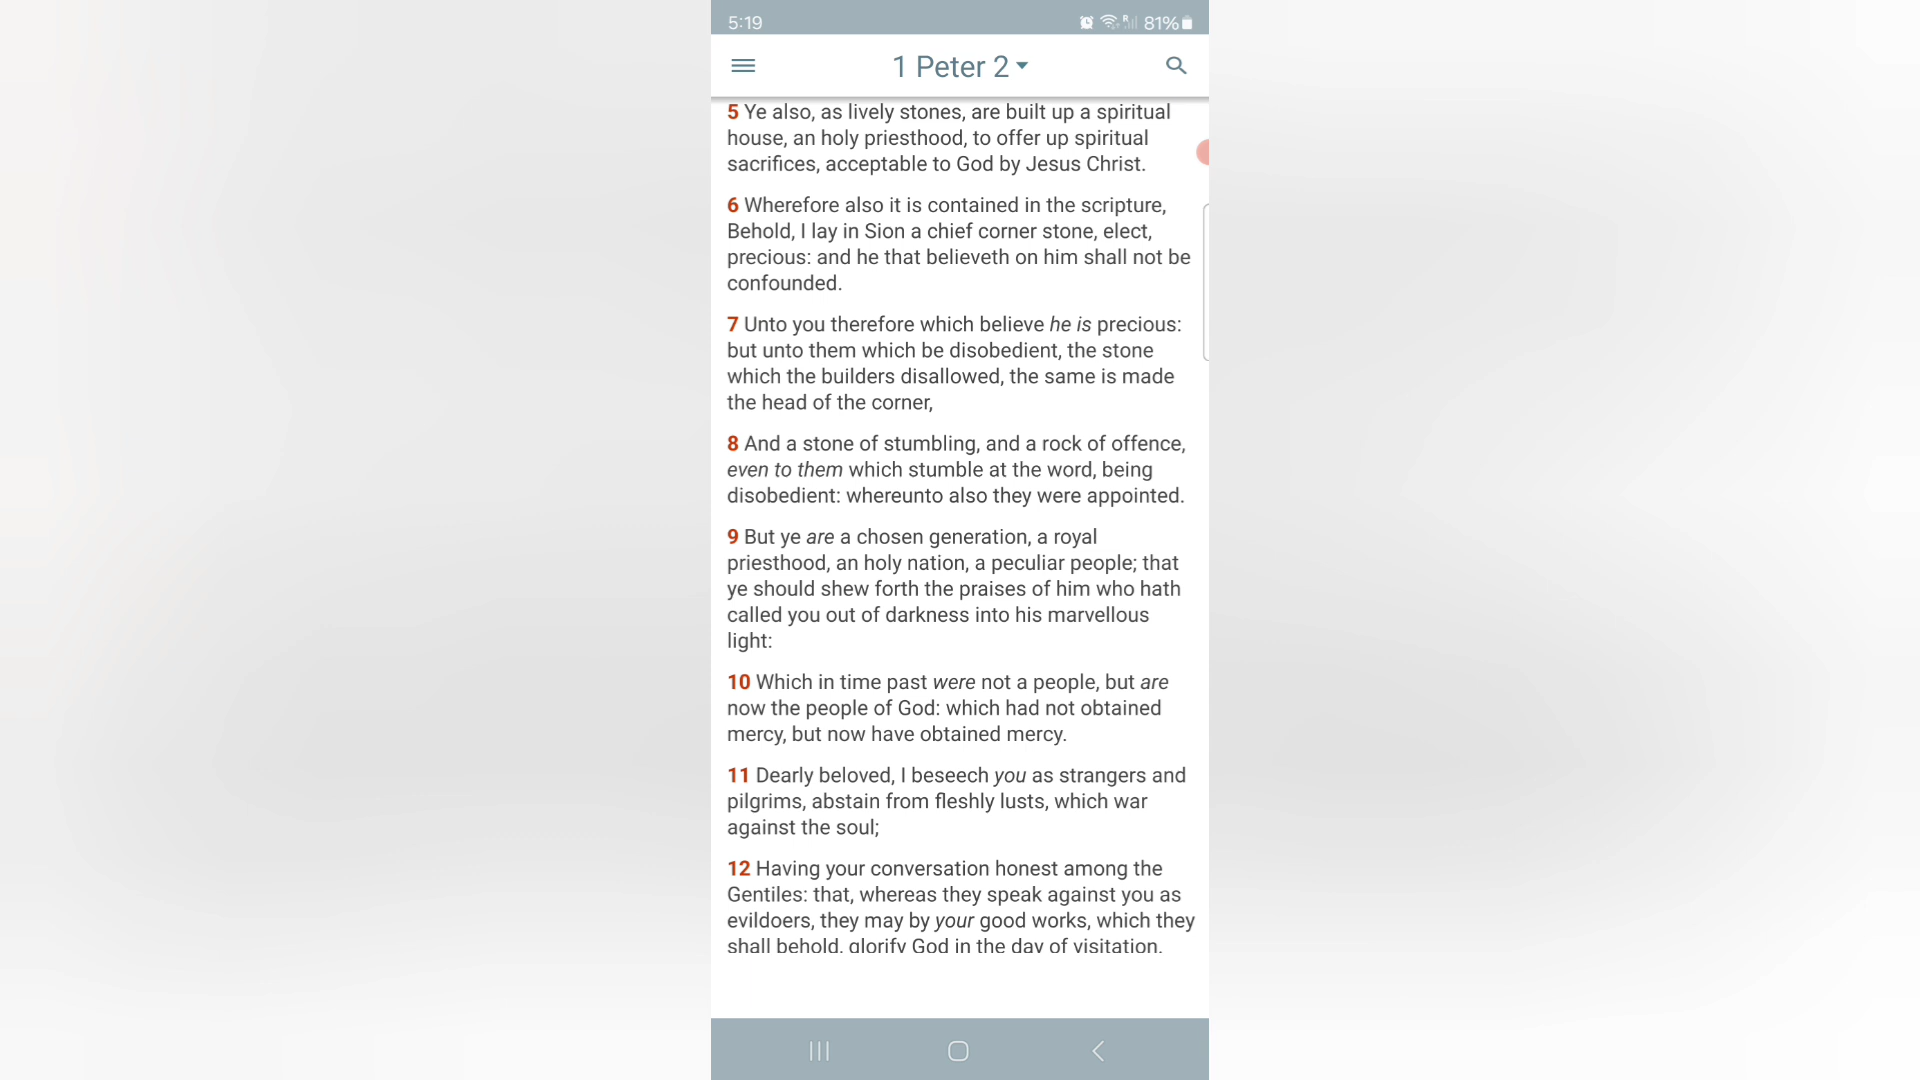 5:19
81%
1 Peter 2
5 Ye also, as lively stones, are built up a spiritual
house, an holy priesthood, to offer up spiritual
sacrifices, acceptable to God by Jesus Christ.
6 Wherefore also it is contained in the scripture,
Behold, I lay in Sion a chief corner stone, elect,
precious: and he that believeth on him shall not be
confounded.
7 Unto you therefore which believe he is precious:
but unto them which be disobedient, the stone
which the builders disallowed, the same is made
the head of the corner,
8 And a stone of stumbling, and a rock of offence,
even to them which stumble at the word, being
disobedient: whereunto also they were appointed.
9 But ye are a chosen generation, a royal
priesthood, an holy nation, a peculiar people; that
ye should shew forth the praises of him who hath
called you out of darkness into his marvellous
light:
10 Which in time past were not a people, but are
now the people of God: which had not obtained
mercy, but now have obtained mercy.
11 Dearly beloved, I beseech you as strangers and
pilgrims, abstain from fleshly lusts, which war
against the soul;
12 Having your conversation honest among the
Gentiles: that, whereas they speak against you as
evildoers, they may by your good works, which they
shall behold, glorify God in the day of visitation.